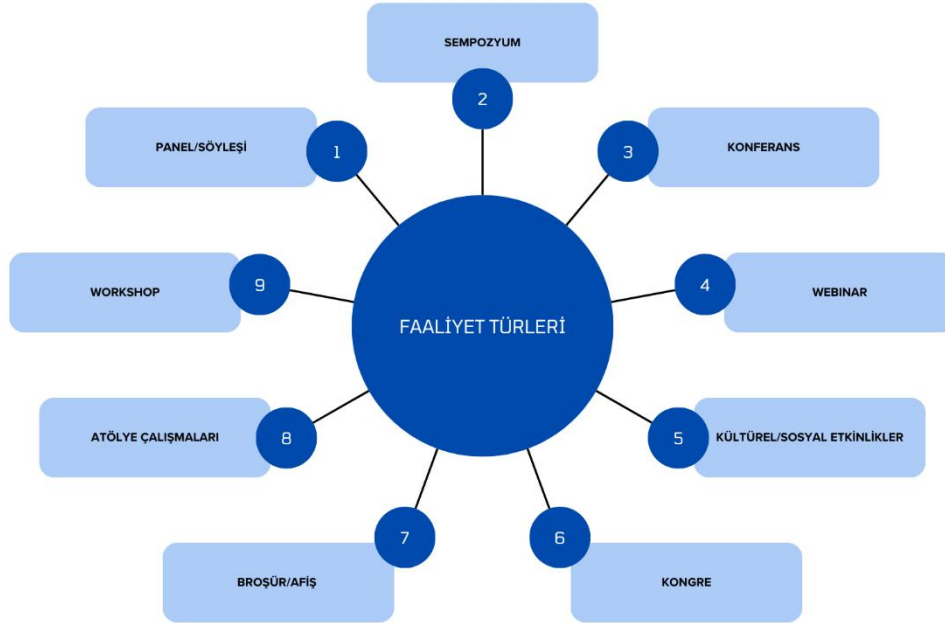 FAALİYET TÜRLERİ
1
PANEL/SÖYLEŞİ
2
SEMPOZYUM
3
KONFERANS
4
WEBINAR
5
KÜLTÜREL/SOSYAL ETKİNLİKLER
6
KONGRE
7
BROŞÜR/AFİŞ
8
ATÖLYE ÇALIŞMALARI
9
WORKSHOP